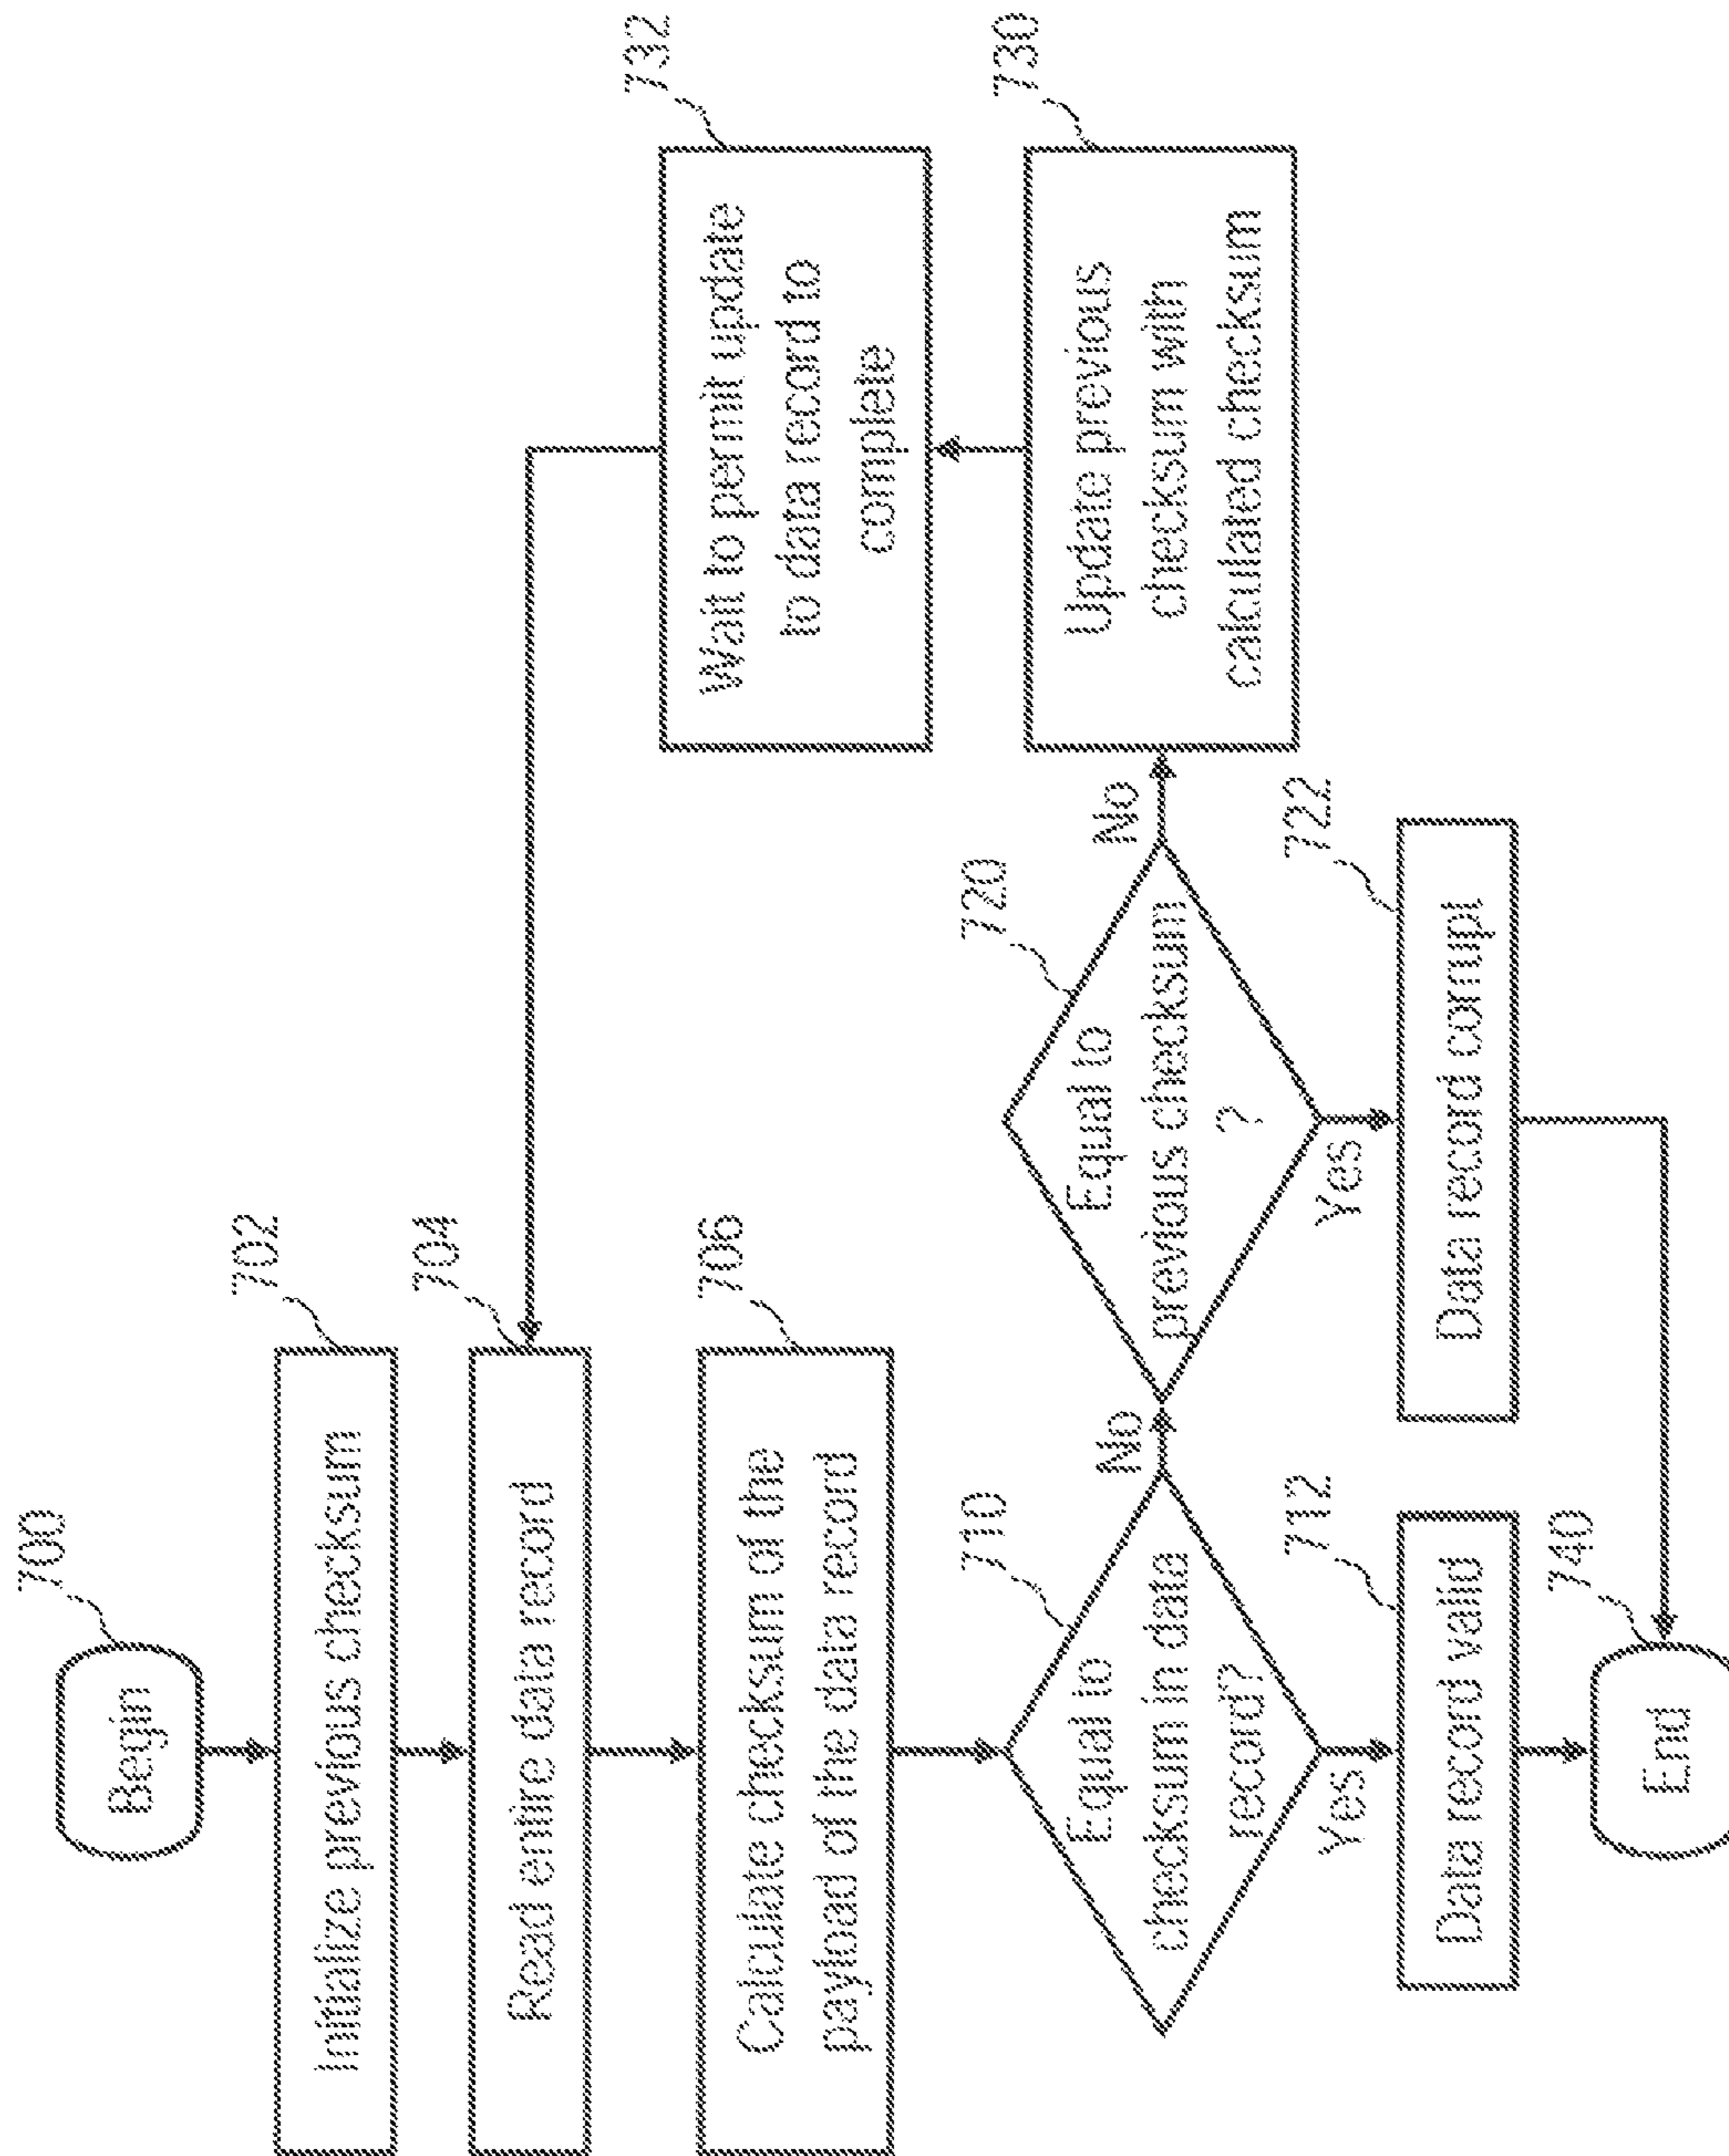 700
Begin
702
Initialize previous checksum
704
Read entire data record
706
Calculate checksum of the
payload of the data record
710
Equal to
checksum in data
record?
No
Yes
712
Data record valid
720
Equal to
previous checksum
?
No
Yes
722
Data record corrupt
730
Update previous
checksum with
calculated checksum
732
Wait to permit update
to data record to
complete
740
End